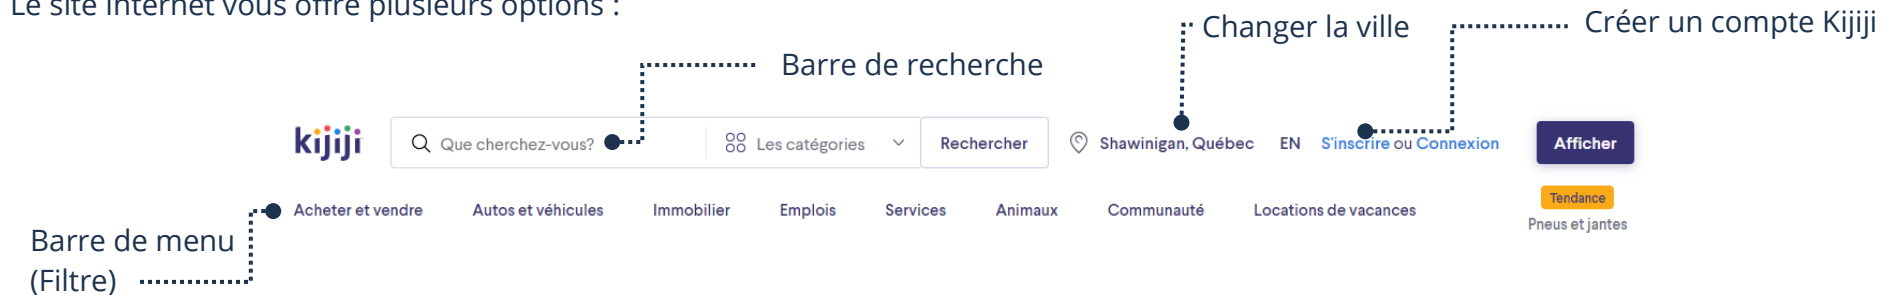 Le site internet vous offre plusieurs options :
Changer la ville
Créer un compte Kijiji
Barre de recherche
kijiji
Que cherchez-vous?
Les catégories
Rechercher
Shawinigan, Québec
EN
S'inscrire ou Connexion
Afficher
Acheter et vendre
Autos et véhicules
Immobilier
Emplois
Services
Animaux
Communauté
Locations de vacances
Tendance
Pneus et jantes
Barre de menu
(Filtre)